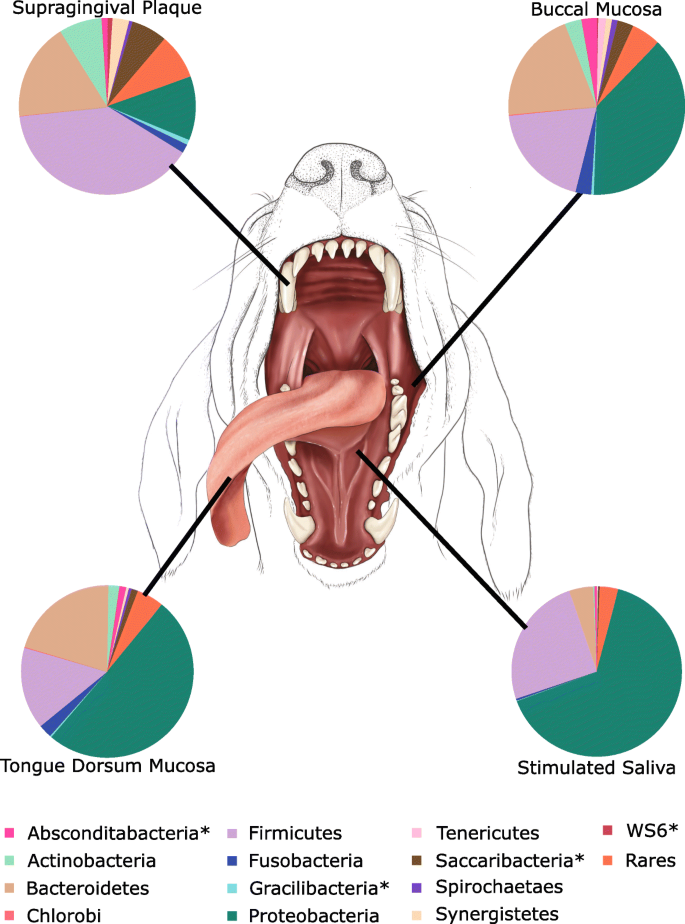 Supragingival Plaque
Buccal Mucosa
Tongue Dorsum Mucosa
Stimulated Saliva
Absconditabacteria*
Actinobacteria
Bacteroidetes
Chlorobi
Firmicutes
Fusobacteria
Gracilibacteria*
Proteobacteria
Tenericutes
Saccaribacteria*
Spirochaetaes
Synergistetes
WS6*
Rares